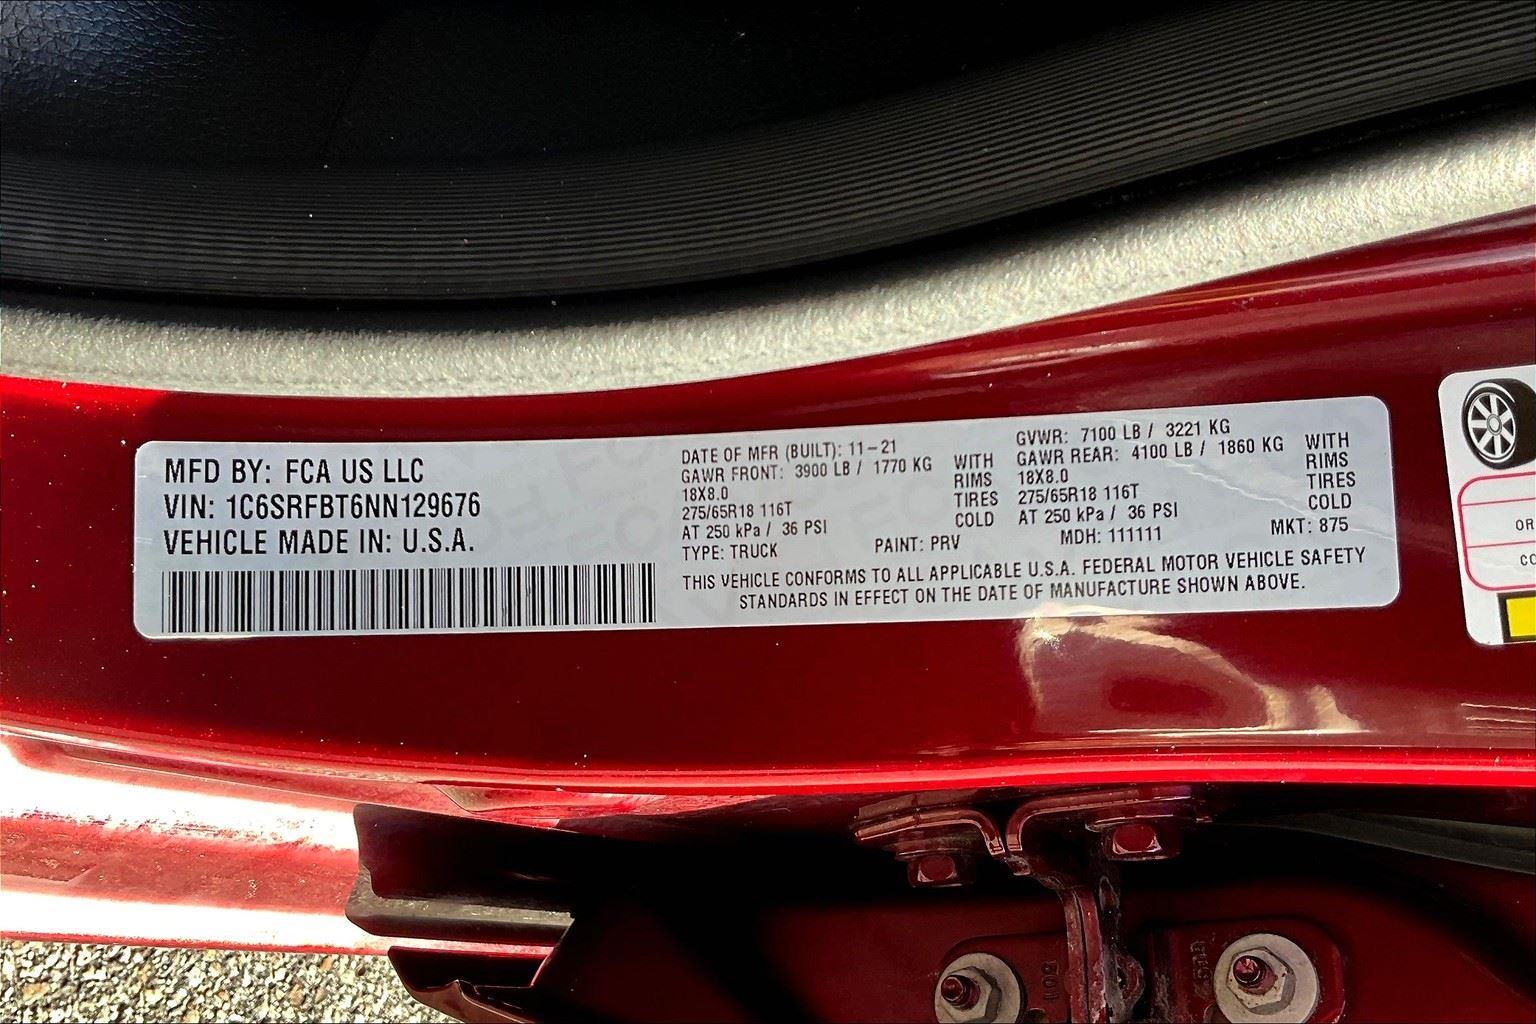 MFD BY: FCA US LLC
VIN: 1C6SRFBT6NN129676
VEHICLE MADE IN: U.S.A.
DATE OF MFR (BUILT): 11-21
GAWR FRONT: 3900 LB / 1770 KG WITH
18X8.0 RIMS
275/65R18 116T TIRES
AT 250 kPa / 36 PSI COLD
TYPE: TRUCK PAINT: PRV
GVWR: 7100 LB / 3221 KG
GAWR REAR: 4100 LB / 1860 KG WITH
18X8.0 RIMS
275/65R18 116T TIRES
AT 250 kPa / 36 PSI COLD
MDH: 111111 MKT: 875
THIS VEHICLE CONFORMS TO ALL APPLICABLE U.S.A. FEDERAL MOTOR VEHICLE SAFETY
STANDARDS IN EFFECT ON THE DATE OF MANUFACTURE SHOWN ABOVE.
OR